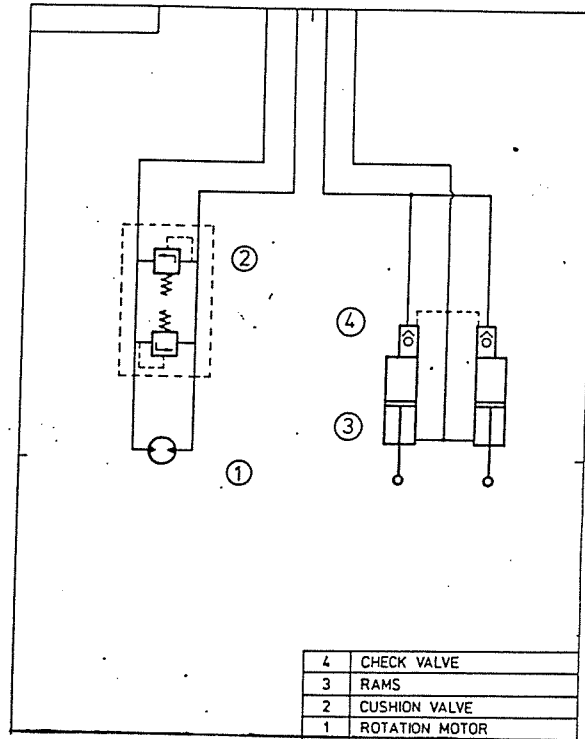 2
4
3
1
4 CHECK VALVE
3 RAMS
2 CUSHION VALVE
1 ROTATION MOTOR